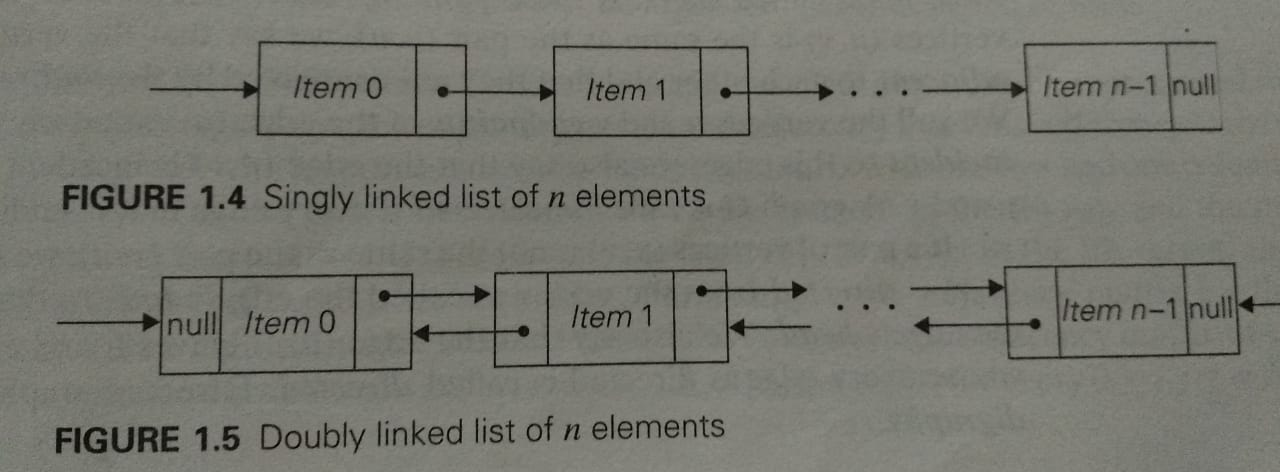 Item 0 Item 1 . . . Item n–1 null
FIGURE 1.4 Singly linked list of n elements
null Item 0 Item 1 . . . Item n–1 null
FIGURE 1.5 Doubly linked list of n elements